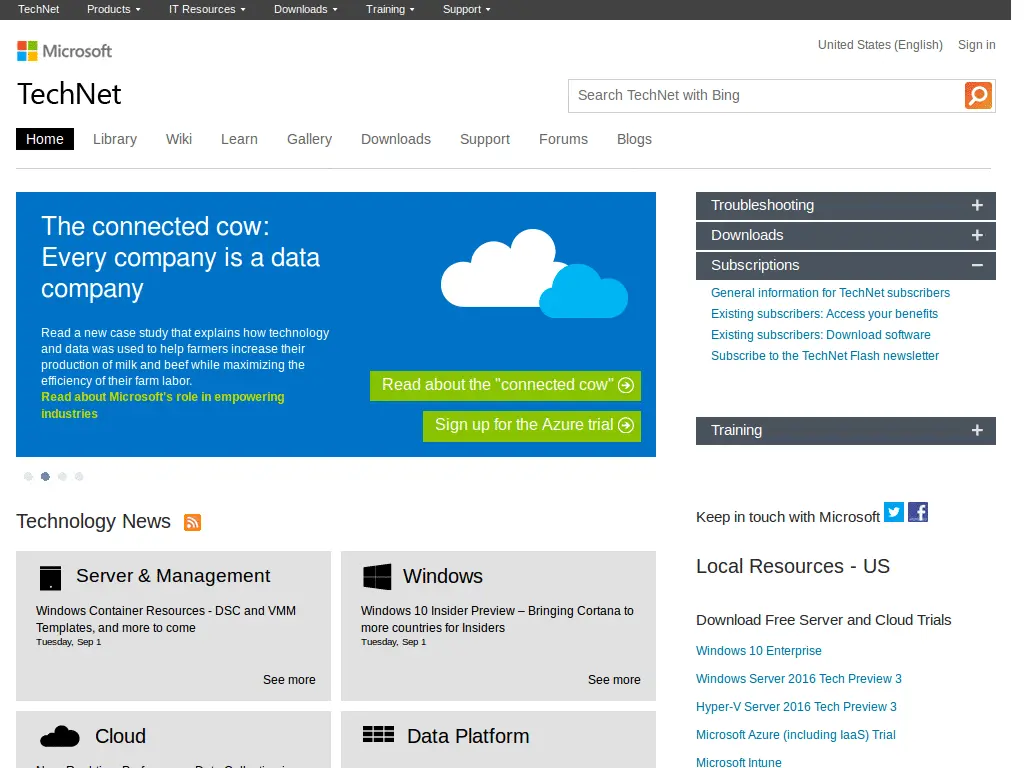 TechNet Products IT Resources Downloads Training Support
Microsoft
United States (English) Sign in
TechNet
Search TechNet with Bing
Home Library Wiki Learn Gallery Downloads Support Forums Blogs
The connected cow:
Every company is a data
company
Read a new case study that explains how technology
and data was used to help farmers increase their
production of milk and beef while maximizing the
efficiency of their farm labor.
Read about Microsoft's role in empowering
industries
Read about the "connected cow"
Sign up for the Azure trial
Troubleshooting
Downloads
Subscriptions
General information for TechNet subscribers
Existing subscribers: Access your benefits
Existing subscribers: Download software
Subscribe to the TechNet Flash newsletter
Training
Technology News
Server & Management
Windows Container Resources - DSC and VMM
Templates, and more to come
Tuesday, Sep 1
See more
Windows
Windows 10 Insider Preview – Bringing Cortana to
more countries for Insiders
Tuesday, Sep 1
See more
Cloud
Data Platform
Keep in touch with Microsoft
Local Resources - US
Download Free Server and Cloud Trials
Windows 10 Enterprise
Windows Server 2016 Tech Preview 3
Hyper-V Server 2016 Tech Preview 3
Microsoft Azure (including IaaS) Trial
Microsoft Intune